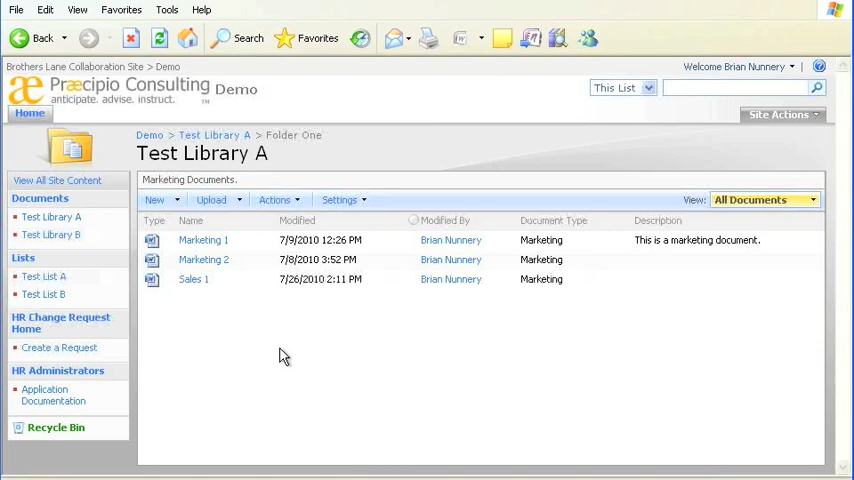 File Edit View Favorites Tools Help
Back Search Favorites
Brothers Lane Collaboration Site > Demo Welcome Brian Nunnery
Præcipio Consulting
anticipate. advise. instruct.™
Demo
This List
Home Site Actions
Demo > Test Library A > Folder One
Test Library A
View All Site Content
Documents
Test Library A
Test Library B
Lists
Test List A
Test List B
HR Change Request
Home
Create a Request
HR Administrators
Application
Documentation
Recycle Bin
Marketing Documents.
New Upload Actions Settings View: All Documents
Type Name Modified Modified By Document Type Description
Marketing 1 7/9/2010 12:26 PM Brian Nunnery Marketing This is a marketing document.
Marketing 2 7/8/2010 3:52 PM Brian Nunnery Marketing
Sales 1 7/26/2010 2:11 PM Brian Nunnery Marketing